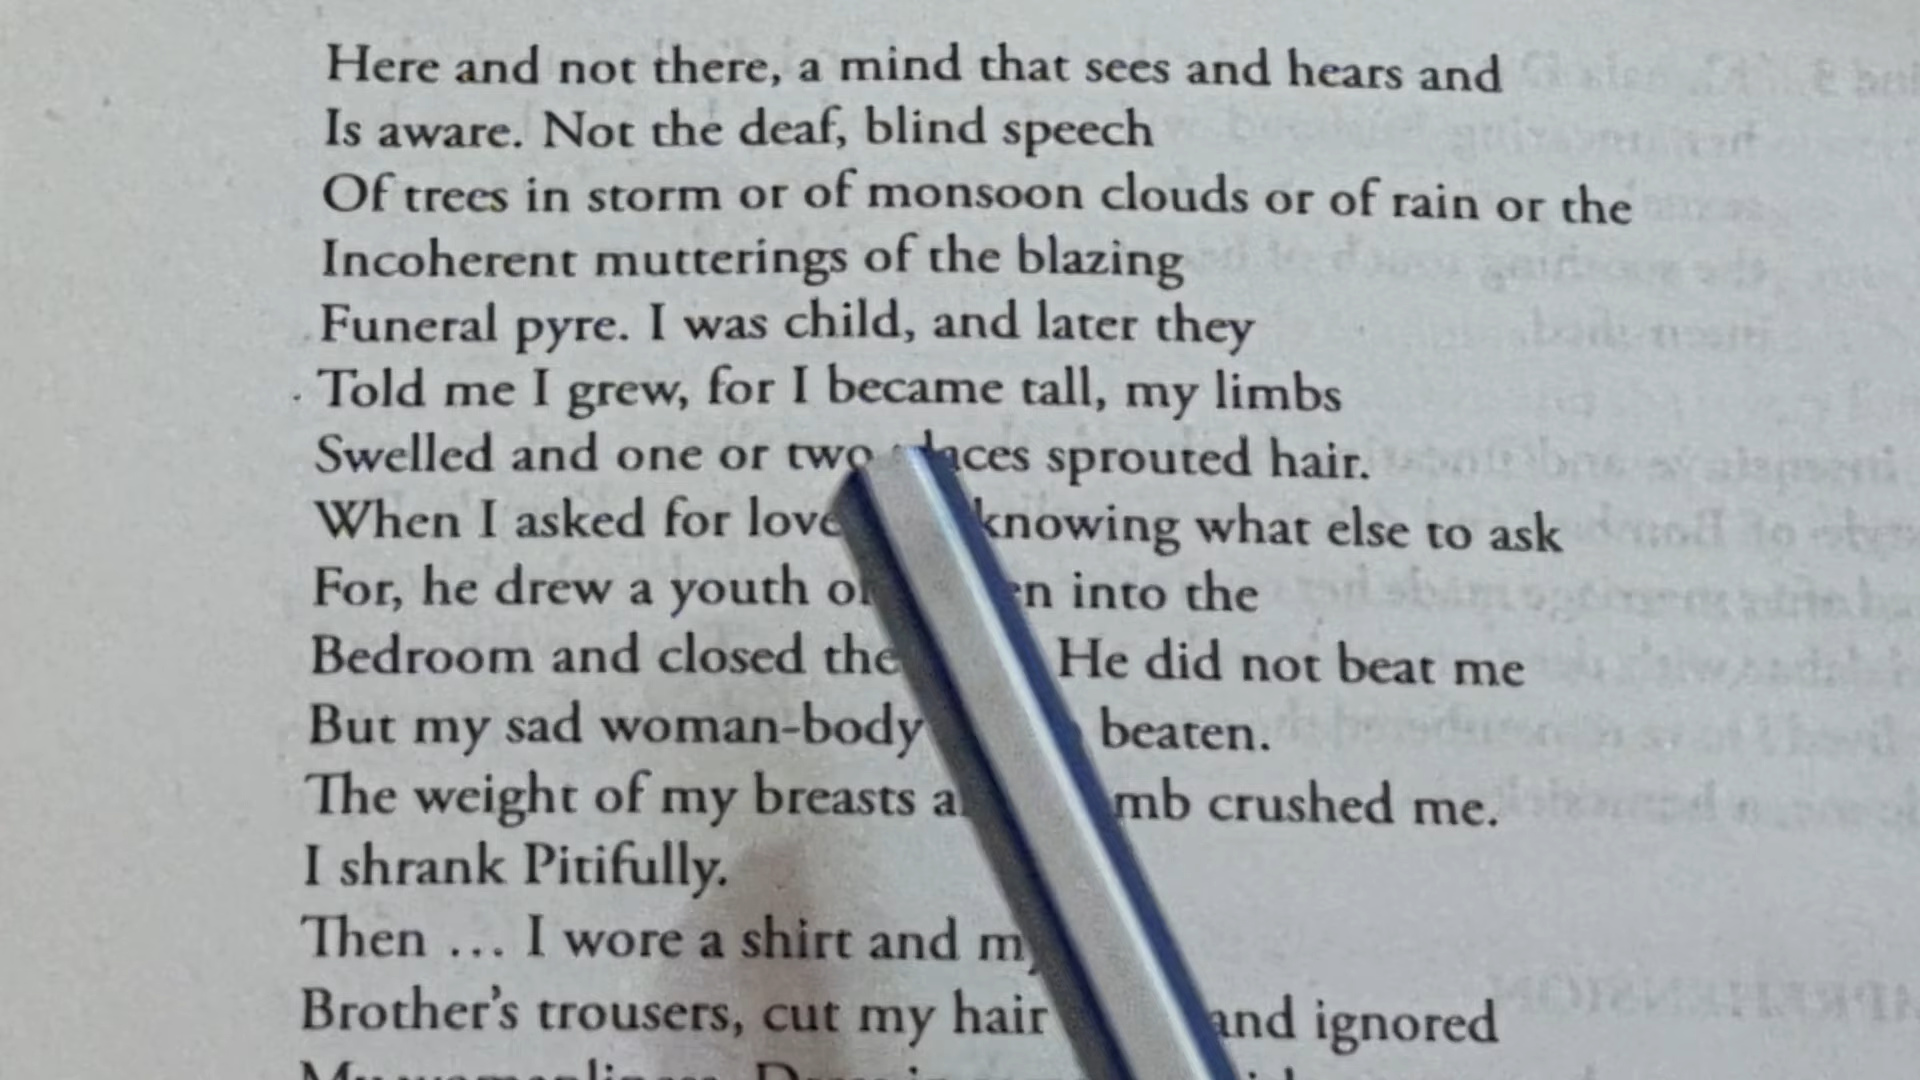 Here and not there, a mind that sees and hears and
Is aware. Not the deaf, blind speech
Of trees in storm or of monsoon clouds or of rain or the
Incoherent mutterings of the blazing
Funeral pyre. I was child, and later they
Told me I grew, for I became tall, my limbs
Swelled and one or two sprouted hair.
When I asked for love knowing what else to ask
For, he drew a youth into the
Bedroom and closed the He did not beat me
But my sad woman-body beaten.
The weight of my breasts crushed me.
I shrank Pitifully.
Then ... I wore a shirt and
Brother's trousers, cut my hair and ignored